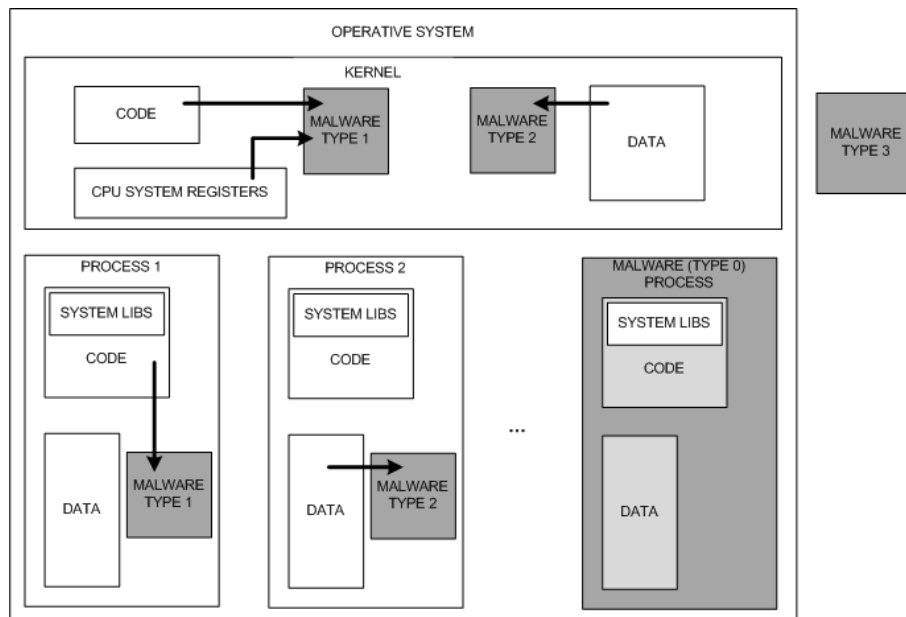 OPERATIVE SYSTEM
KERNEL
CODE
MALWARE
TYPE 1
CPU SYSTEM REGISTERS
MALWARE
TYPE 2
DATA
MALWARE
TYPE 3
PROCESS 1
SYSTEM LIBS
CODE
DATA
MALWARE
TYPE 1
PROCESS 2
SYSTEM LIBS
CODE
DATA
MALWARE
TYPE 2
...
MALWARE (TYPE 0)
PROCESS
SYSTEM LIBS
CODE
DATA